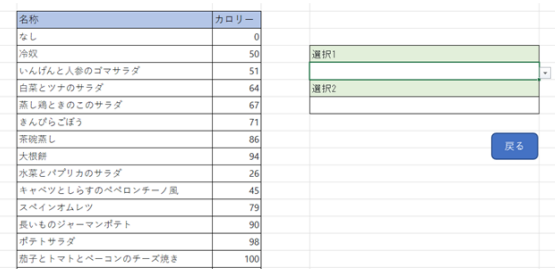 名称 カロリー
なし 0
冷奴 50
いんげんと人参のゴマサラダ 51
白菜とツナのサラダ 64
蒸し鶏ときのこのサラダ 67
きんぴらごぼう 71
茶碗蒸し 86
大根餅 94
水菜とパプリカのサラダ 26
キャベツとしらすのペペロンチーノ風 45
スペインオムレツ 79
長いものジャーマンポテト 90
ポテトサラダ 98
茄子とトマトとベーコンのチーズ焼き 100
選択1
選択2
戻る